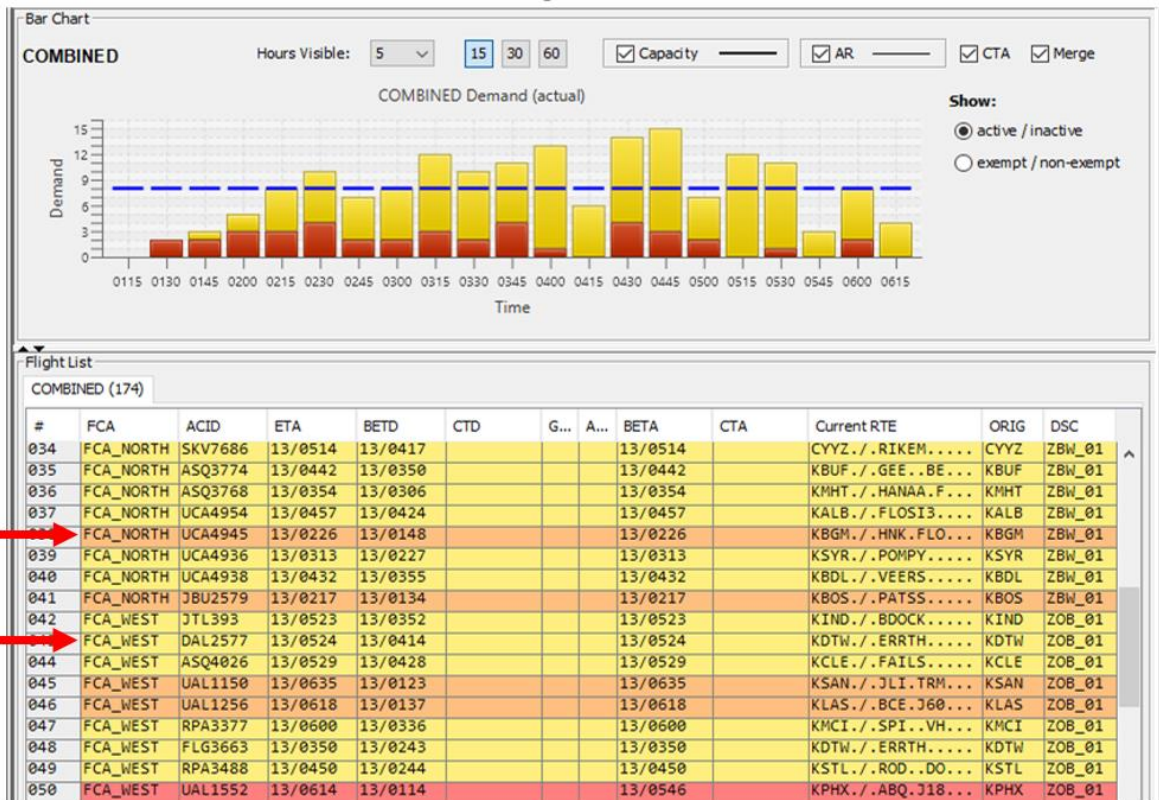 Bar Chart
COMBINED Hours Visible: 5 15 30 60 Capacity AR CTA Merge
COMBINED Demand (actual)
Show:
active / inactive
exempt / non-exempt
Demand
15
12
9
6
3
0
0115 0130 0145 0200 0215 0230 0245 0300 0315 0330 0345 0400 0415 0430 0445 0500 0515 0530 0545 0600 0615
Time
Flight List
COMBINED (174)
# FCA ACID ETA BETD CTD G... A... BETA CTA Current RTE ORIG DSC
034 FCA_NORTH SKV7686 13/0514 13/0417 13/0514 CYYZ./.RIKEM..... CYYZ ZBW_01
035 FCA_NORTH ASQ3774 13/0442 13/0350 13/0442 KBUF./.GEE..BE... KBUF ZBW_01
036 FCA_NORTH ASQ3768 13/0354 13/0306 13/0354 KMHT./.HANAA.F... KMHT ZBW_01
037 FCA_NORTH UCA4954 13/0457 13/0424 13/0457 KALB./.FLOSI3.... KALB ZBW_01
FCA_NORTH UCA4945 13/0226 13/0148 13/0226 KBGM./.HNK.FLO... KBGM ZBW_01
039 FCA_NORTH UCA4936 13/0313 13/0227 13/0313 KSYR./.POMPY..... KSYR ZBW_01
040 FCA_NORTH UCA4938 13/0432 13/0355 13/0432 KBDL./.VEERS..... KBDL ZBW_01
041 FCA_NORTH JBU2579 13/0217 13/0134 13/0217 KBOS./.PATSS..... KBOS ZBW_01
042 FCA_WEST JTL393 13/0523 13/0352 13/0523 KIND./.BDOCK..... KIND ZOB_01
FCA_WEST DAL2577 13/0524 13/0414 13/0524 KDTW./.ERRTH..... KDTW ZOB_01
044 FCA_WEST ASQ4026 13/0529 13/0428 13/0529 KCLE./.FAILS..... KCLE ZOB_01
045 FCA_WEST UAL1150 13/0635 13/0123 13/0635 KSAN./.JLI.TRM... KSAN ZOB_01
046 FCA_WEST UAL1256 13/0618 13/0137 13/0618 KLAS./.BCE.J60... KLAS ZOB_01
047 FCA_WEST RPA3377 13/0600 13/0336 13/0600 KMCI./.SPI..VH... KMCI ZOB_01
048 FCA_WEST FLG3663 13/0350 13/0243 13/0350 KDTW./.ERRTH..... KDTW ZOB_01
049 FCA_WEST RPA3488 13/0450 13/0244 13/0450 KSTL./.ROD..DO... KSTL ZOB_01
050 FCA_WEST UAL1552 13/0614 13/0114 13/0546 KPHX./.ABQ.J18... KPHX ZOB_01